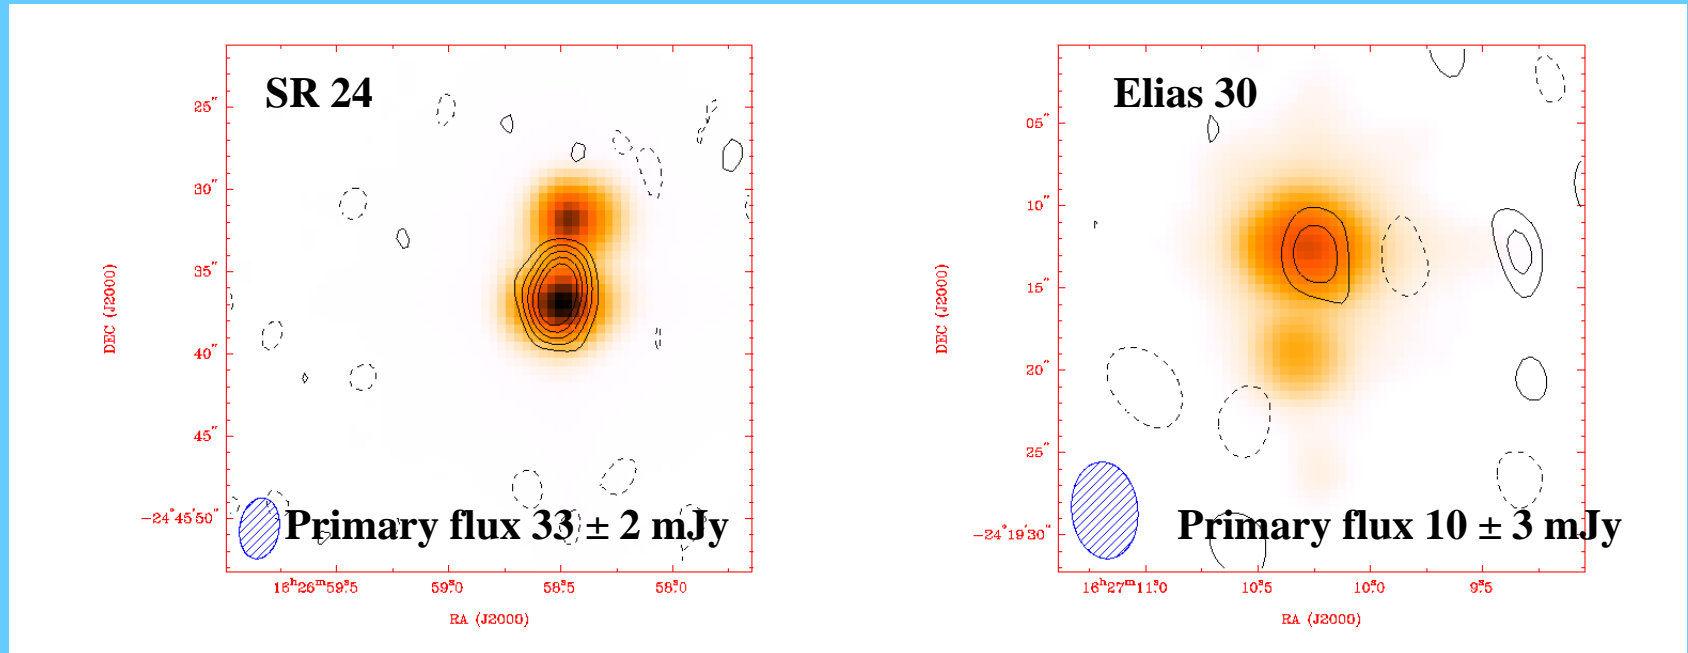 SR 24
25"
30"
35"
40"
45"
−24°45'50"
DEC (J2000)
Primary flux 33 ± 2 mJy
16ʰ26ᵐ59ˢ.5
59ˢ.0
58ˢ.5
58ˢ.0
RA (J2000)
Elias 30
05"
10"
15"
20"
25"
−24°19'30"
DEC (J2000)
Primary flux 10 ± 3 mJy
16ʰ27ᵐ11ˢ.0
10ˢ.5
10ˢ.0
9ˢ.5
RA (J2000)